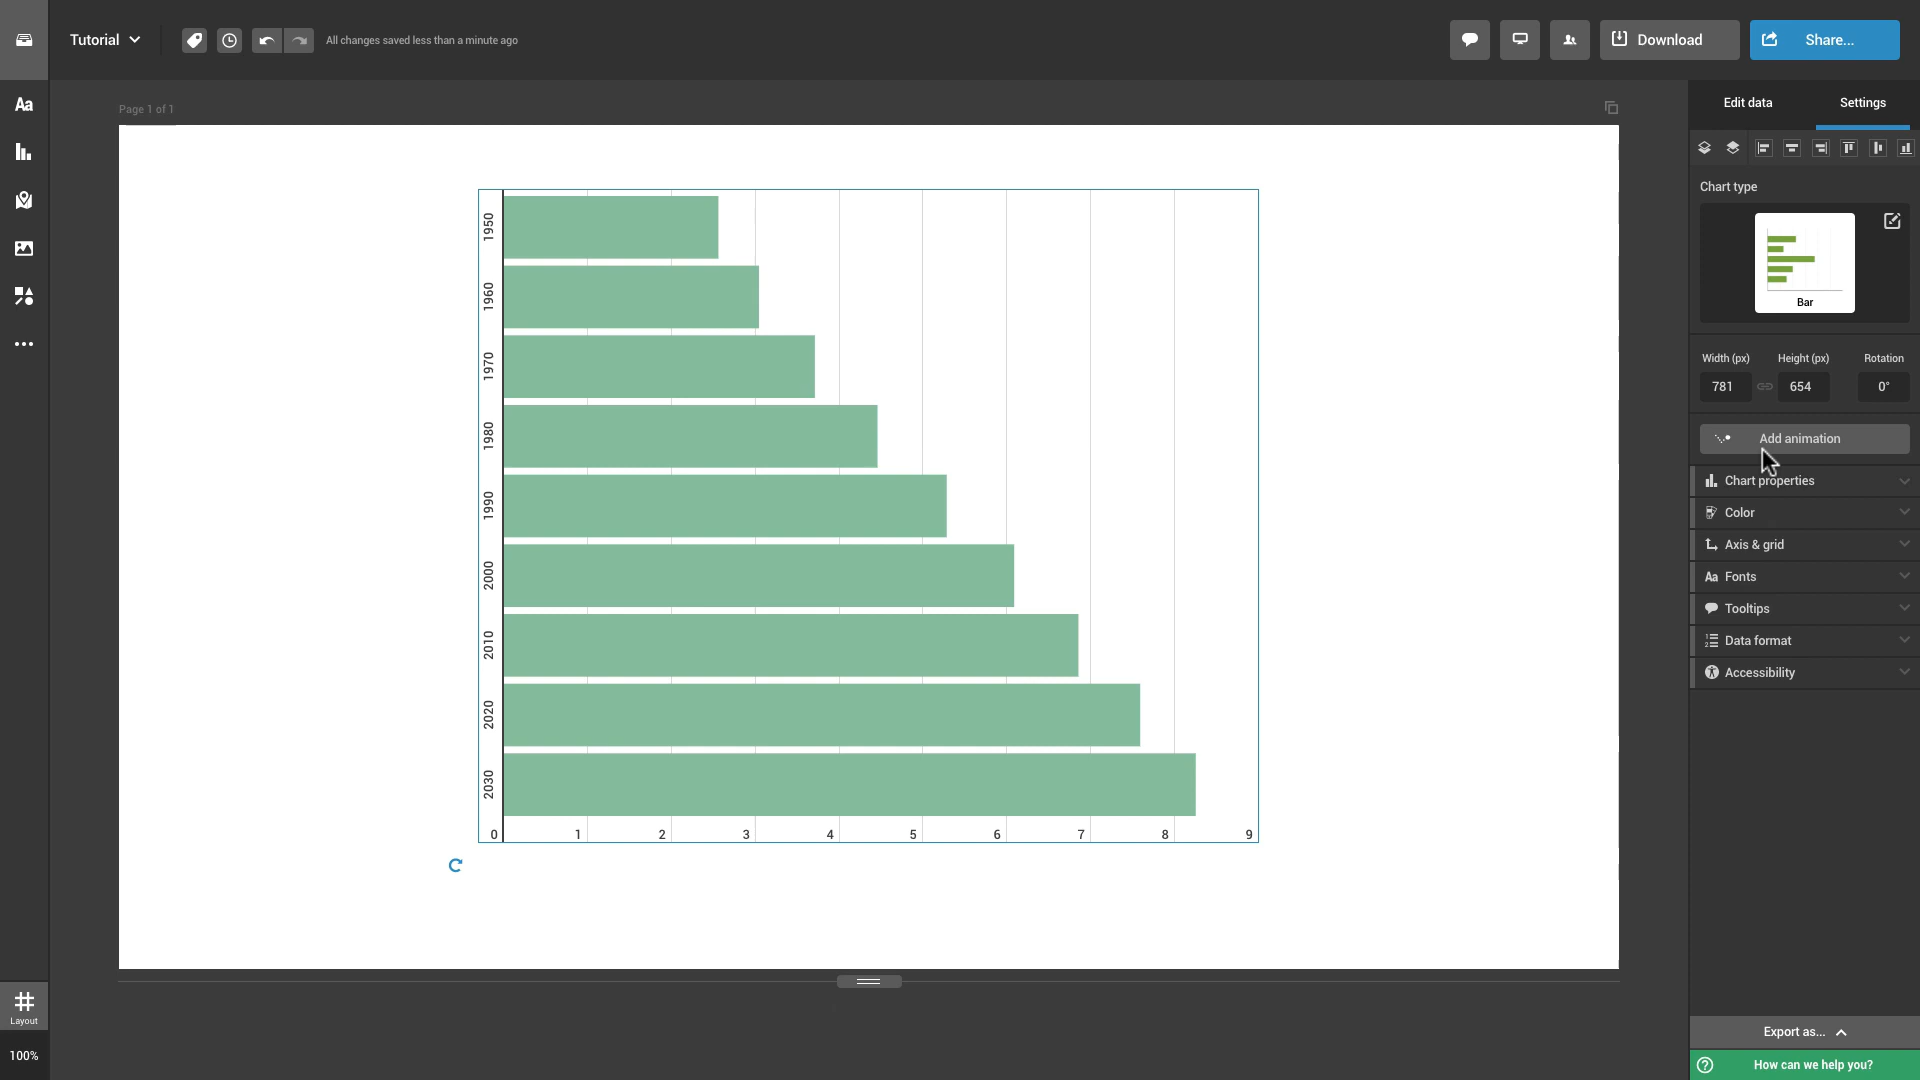 Tutorial
All changes saved less than a minute ago
Download
Share...
Aa
Page 1 of 1
Edit data
Settings
Chart type
Bar
Width (px)
Height (px)
Rotation
781
654
0°
Add animation
Chart properties
Color
Axis & grid
Aa Fonts
Tooltips
Data format
Accessibility
1950
1960
1970
1980
1990
2000
2010
2020
2030
0 1 2 3 4 5 6 7 8 9
Layout
100%
Export as...
? How can we help you?